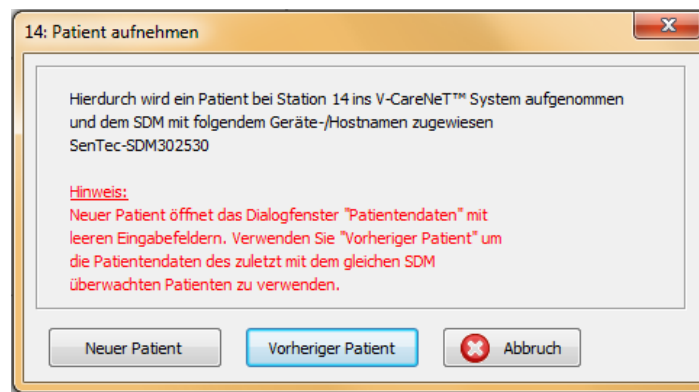 14: Patient aufnehmen
Hierdurch wird ein Patient bei Station 14 ins V-CareNeT™ System aufgenommen
und dem SDM mit folgendem Geräte-/Hostnamen zugewiesen
SenTec-SDM302530
Hinweis:
Neuer Patient öffnet das Dialogfenster "Patientendaten" mit
leeren Eingabefeldern. Verwenden Sie "Vorheriger Patient" um
die Patientendaten des zuletzt mit dem gleichen SDM
überwachten Patienten zu verwenden.
Neuer Patient
Vorheriger Patient
Abbruch